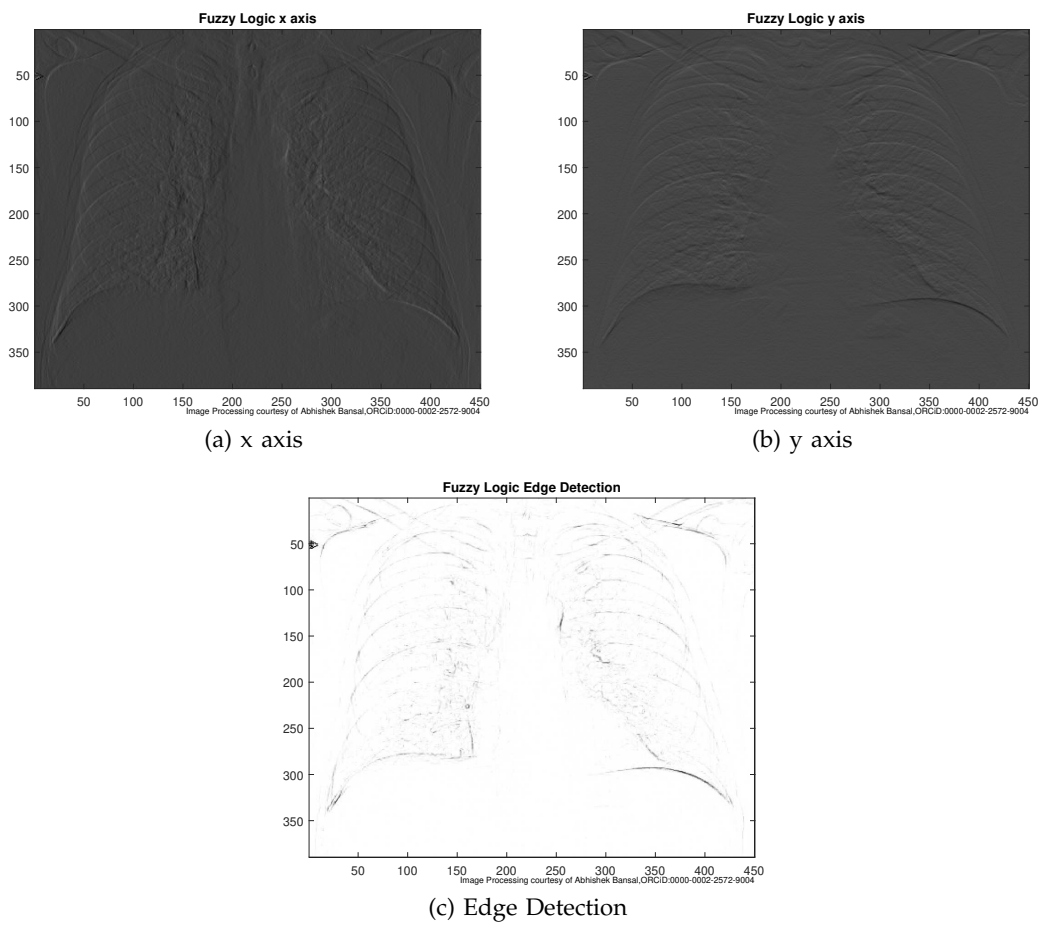 Fuzzy Logic x axis
50
100
150
200
250
300
350
50 100 150 200 250 300 350 400 450
Image Processing courtesy of Abhishek Bansal,ORCiD:0000-0002-2572-9004
(a) x axis
Fuzzy Logic y axis
50
100
150
200
250
300
350
50 100 150 200 250 300 350 400 450
Image Processing courtesy of Abhishek Bansal,ORCiD:0000-0002-2572-9004
(b) y axis
Fuzzy Logic Edge Detection
50
100
150
200
250
300
350
50 100 150 200 250 300 350 400 450
Image Processing courtesy of Abhishek Bansal,ORCiD:0000-0002-2572-9004
(c) Edge Detection